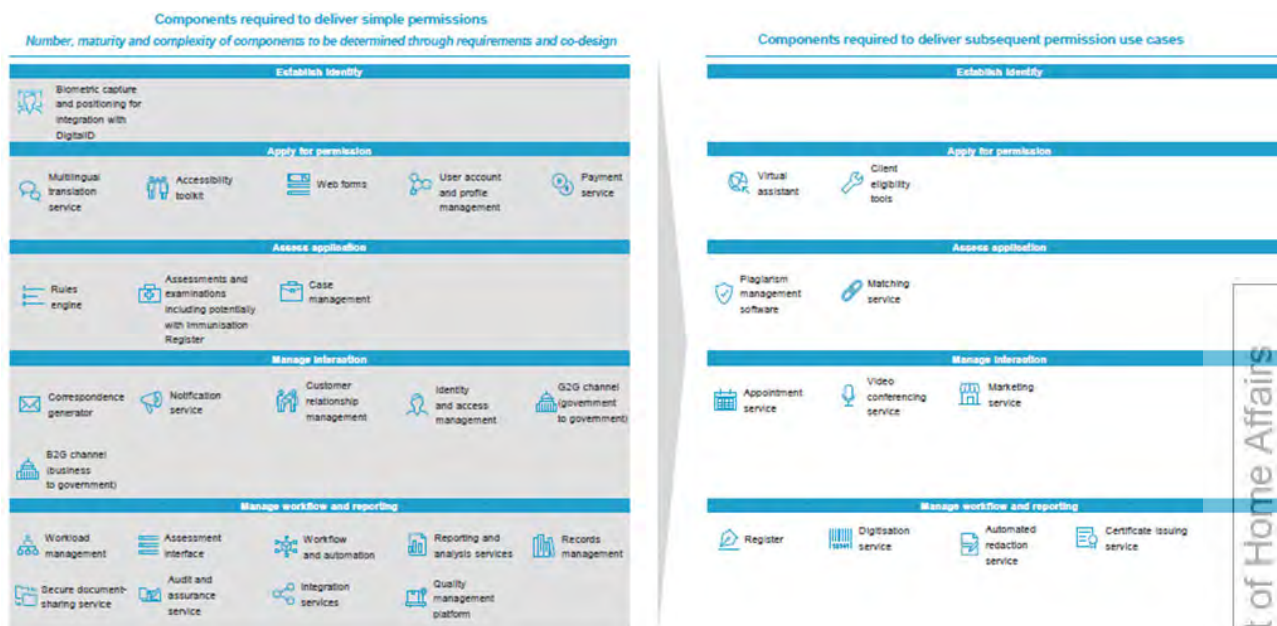 Components required to deliver simple permissions
Number, maturity and complexity of components to be determined through requirements and co-design
Establish identity
Biometric capture
and positioning for
integration with
DigitalID
Apply for permission
Multilingual
translation
service
Accessibility
toolkit
Web forms
User account
and profile
management
Payment
service
Assess application
Rules
engine
Assessments and
examinations
including potentially
with Immunisation
Register
Case
management
Manage interaction
Correspondence
generator
Notification
service
Customer
relationship
management
Identity
and access
management
G2G channel
(government
to government)
B2G channel
(business
to government)
Manage workflow and reporting
Workload
management
Assessment
interface
Workflow
and automation
Reporting and
analysis services
Records
management
Secure document-
sharing service
Audit and
assurance
service
Integration
services
Quality
management
platform
Components required to deliver subsequent permission use cases
Establish identity
Apply for permission
Virtual
assistant
Client
eligibility
tools
Assess application
Plagiarism
management
software
Matching
service
Manage interaction
Appointment
service
Video
conferencing
service
Marketing
service
Manage workflow and reporting
Register
Digitisation
service
Automated
redaction
service
Certificate issuing
service
t of Home Affairs